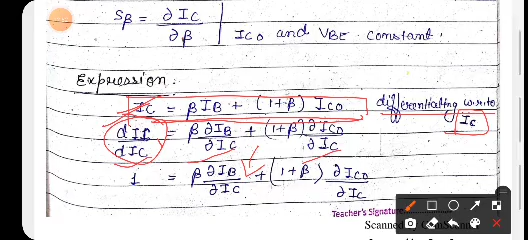 Sβ = ∂IC / ∂β | ICO and VBE constant.
Expression:
IC = βIB + (1+β) ICO differentiating w.r.to IC
dIC/dIC = β ∂IB/∂IC + (1+β) ∂ICO/∂IC
1 = β ∂IB/∂IC + (1+β) ∂ICO/∂IC
Teacher's Signature
Scanned